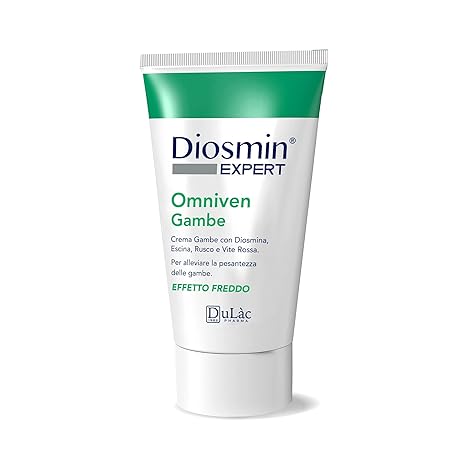 Diosmin®
EXPERT
Omniven
Gambe
Crema Gambe con Diosmina,
Escina, Rusco e Vite Rossa.
Per alleviare la pesantezza
delle gambe.
EFFETTO FREDDO
DuLàc
PHARMA